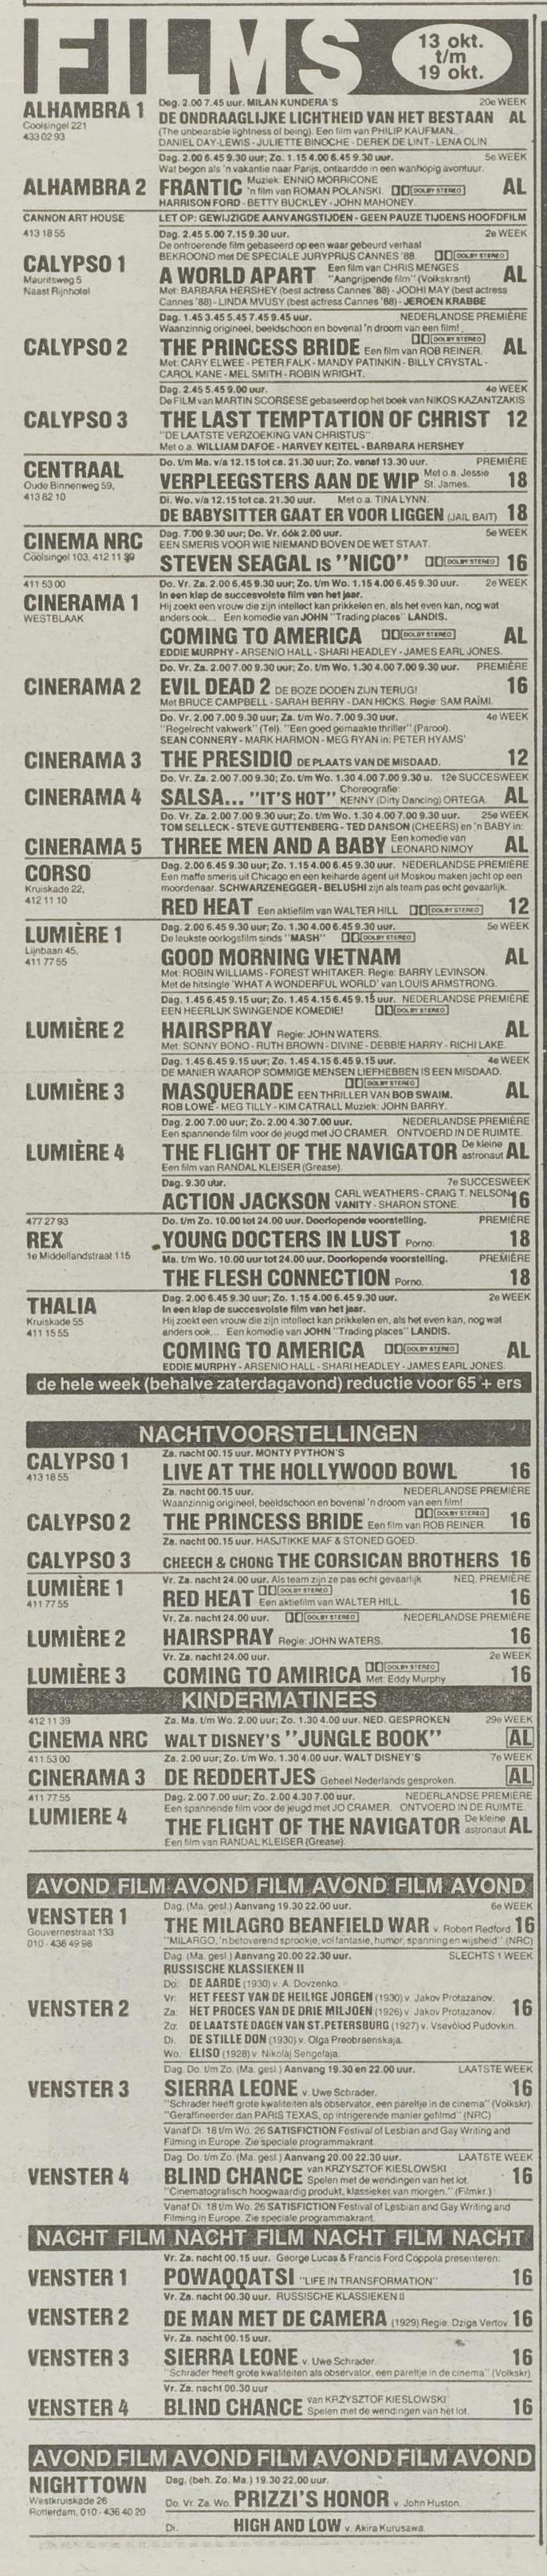 FILMS
13 okt.
t/m
19 okt.
ALHAMBRA 1
Coolsingel 221
433 02 93
Dag. 2.00 7.45 uur. MILAN KUNDERA'S 20e WEEK
DE ONDRAAGLIJKE LICHTHEID VAN HET BESTAAN AL
(The unbearable lightness of being). Een film van PHILIP KAUFMAN.
DANIEL DAY-LEWIS - JULIETTE BINOCHE - DEREK DE LINT - LENA OLIN
Dag. 2.00 6.45 9.30 uur; Zo. 1.15 4.00 6.45 9.30 uur. 5e WEEK
Wat begon als 'n vakantie naar Parijs, ontaardde in een wanhopig avontuur.
ALHAMBRA 2 FRANTIC Muziek: ENNIO MORRICONE
'n film van ROMAN POLANSKI. DOLBY STEREO AL
HARRISON FORD - BETTY BUCKLEY - JOHN MAHONEY.
CANNON ART HOUSE LET OP: GEWIJZIGDE AANVANGSTIJDEN - GEEN PAUZE TIJDENS HOOFDFILM
413 18 55
CALYPSO 1
Mauritsweg 5
Naast Rijnhotel
Dag. 2.45 5.00 7.15 9.30 uur. 2e WEEK
De ontroerende film gebaseerd op een waar gebeurd verhaal
BEKROOND met DE SPECIALE JURYPRIJS CANNES '88. DOLBY STEREO
A WORLD APART Een film van CHRIS MENGES
"Aangrijpende film" (Volkskrant) AL
Met: BARBARA HERSHEY (best actress Cannes '88) - JODHI MAY (best actress
Cannes '88) - LINDA MVUSY (best actress Cannes '88) - JEROEN KRABBE
Dag. 1.45 3.45 5.45 7.45 9.45 uur. NEDERLANDSE PREMIÈRE
Waanzinnig origineel, beeldschoon en bovenal 'n droom van een film!
DOLBY STEREO
CALYPSO 2 THE PRINCESS BRIDE Een film van ROB REINER. AL
Met: CARY ELWEE - PETER FALK - MANDY PATINKIN - BILLY CRYSTAL -
CAROL KANE - MEL SMITH - ROBIN WRIGHT.
Dag. 2.45 5.45 9.00 uur. 4e WEEK
De FILM van MARTIN SCORSESE gebaseerd op het boek van NIKOS KAZANTZAKIS
CALYPSO 3 THE LAST TEMPTATION OF CHRIST 12
"DE LAATSTE VERZOEKING VAN CHRISTUS".
Met o.a. WILLIAM DAFOE - HARVEY KEITEL - BARBARA HERSHEY
CENTRAAL
Oude Binnenweg 59,
413 82 10
Do. t/m Ma. v/a 12.15 tot ca. 21.30 uur; Zo. vanaf 13.30 uur. PREMIÈRE
VERPLEEGSTERS AAN DE WIP Met o.a. Jessie
St. James. 18
Di. Wo. v/a 12.15 tot ca. 21.30 uur. Met o.a. TINA LYNN.
DE BABYSITTER GAAT ER VOOR LIGGEN (JAIL BAIT) 18
CINEMA NRC
Coolsingel 103, 412 11 39
Dag. 7.00 9.30 uur; Do. Vr. óók 2.00 uur. 5e WEEK
EEN SMERIS VOOR WIE NIEMAND BOVEN DE WET STAAT.
STEVEN SEAGAL is "NICO" DOLBY STEREO 16
411 53 00
CINERAMA 1
WESTBLAAK
Do. Vr. Za. 2.00 6.45 9.30 uur; Zo. t/m Wo. 1.15 4.00 6.45 9.30 uur. 2e WEEK
In een klap de succesvolste film van het jaar.
Hij zoekt een vrouw die zijn intellect kan prikkelen en, als het even kan, nog wat
anders ook... Een komedie van JOHN "Trading places" LANDIS.
COMING TO AMERICA DOLBY STEREO AL
EDDIE MURPHY - ARSENIO HALL - SHARI HEADLEY - JAMES EARL JONES.
Do. Vr. Za. 2.00 7.00 9.30 uur; Zo. t/m Wo. 1.30 4.00 7.00 9.30 uur. PREMIÈRE
CINERAMA 2 EVIL DEAD 2 DE BOZE DODEN ZIJN TERUG! 16
Met BRUCE CAMPBELL - SARAH BERRY - DAN HICKS. Regie: SAM RAÏMI.
Do. Vr. 2.00 7.00 9.30 uur; Za. t/m Wo. 7.00 9.30 uur. 4e WEEK
"Regelrecht vakwerk" (Tel). "Een goed gemaakte thriller" (Parool).
SEAN CONNERY - MARK HARMON - MEG RYAN in: PETER HYAMS'
CINERAMA 3 THE PRESIDIO DE PLAATS VAN DE MISDAAD. 12
Do. Vr. Za. 2.00 7.00 9.30; Zo. t/m Wo. 1.30 4.00 7.00 9.30 u. 12e SUCCESWEEK
CINERAMA 4 SALSA... "IT'S HOT" Choreografie:
KENNY (Dirty Dancing) ORTEGA. AL
Do. Vr. Za. 2.00 7.00 9.30 uur; Zo. t/m Wo. 1.30 4.00 7.00 9.30 uur. 25e WEEK
TOM SELLECK - STEVE GUTTENBERG - TED DANSON (CHEERS) en 'n BABY in:
CINERAMA 5 THREE MEN AND A BABY Een komedie van
LEONARD NIMOY AL
CORSO
Kruiskade 22,
412 11 10
Dag. 2.00 6.45 9.30 uur; Zo. 1.15 4.00 6.45 9.30 uur. NEDERLANDSE PREMIÈRE
Een maffe smeris uit Chicago en een keiharde agent uit Moskou maken jacht op een
moordenaar. SCHWARZENEGGER - BELUSHI zijn als team pas echt gevaarlijk.
RED HEAT Een aktiefilm van WALTER HILL DOLBY STEREO 12
LUMIÈRE 1
Lijnbaan 45,
411 77 55
Dag. 2.00 6.45 9.30 uur; Zo. 1.15 4.00 6.45 9.30 uur. 5e WEEK
De leukste oorlogsfilm sinds "MASH" DOLBY STEREO
GOOD MORNING VIETNAM AL
Met: ROBIN WILLIAMS - FOREST WHITAKER. Regie: BARRY LEVINSON.
Met de hitsingle 'WHAT A WONDERFUL WORLD' van LOUIS ARMSTRONG.
Dag. 1.45 6.45 9.15 uur; Zo. 1.45 4.15 6.45 9.15 uur. NEDERLANDSE PREMIÈRE
EEN HEERLIJK SWINGENDE KOMEDIE! DOLBY STEREO
LUMIÈRE 2 HAIRSPRAY Regie: JOHN WATERS. AL
Met: SONNY BONO - RUTH BROWN - DIVINE - DEBBIE HARRY - RICHI LAKE.
Dag. 1.45 6.45 9.15 uur; Zo. 1.45 4.15 6.45 9.15 uur. 4e WEEK
DE MANIER WAAROP SOMMIGE MENSEN LIEFHEBBEN IS EEN MISDAAD.
DOLBY STEREO
LUMIÈRE 3 MASQUERADE EEN THRILLER VAN BOB SWAIM. AL
ROB LOWE - MEG TILLY - KIM CATRALL Muziek: JOHN BARRY.
Dag. 2.00 7.00 uur; Zo. 2.00 4.30 7.00 uur. NEDERLANDSE PREMIÈRE
Een spannende film voor de jeugd met JO CRAMER. ONTVOERD IN DE RUIMTE.
LUMIÈRE 4 THE FLIGHT OF THE NAVIGATOR De kleine
astronaut AL
Een film van RANDAL KLEISER (Grease).
Dag. 9.30 uur. 7e SUCCESWEEK
ACTION JACKSON CARL WEATHERS - CRAIG T. NELSON
VANITY - SHARON STONE. 16
477 27 93
REX
1e Middellandstraat 115
Do. t/m Zo. 10.00 tot 24.00 uur. Doorlopende voorstelling. PREMIÈRE
YOUNG DOCTERS IN LUST Porno. 18
Ma. t/m Wo. 10.00 uur tot 24.00 uur. Doorlopende voorstelling. PREMIÈRE
THE FLESH CONNECTION Porno. 18
THALIA
Kruiskade 55
411 15 55
Dag. 2.00 6.45 9.30 uur; Zo. 1.15 4.00 6.45 9.30 uur. 2e WEEK
In een klap de succesvolste film van het jaar.
Hij zoekt een vrouw die zijn intellect kan prikkelen en, als het even kan, nog wat
anders ook... Een komedie van JOHN "Trading places" LANDIS.
COMING TO AMERICA DOLBY STEREO AL
EDDIE MURPHY - ARSENIO HALL - SHARI HEADLEY - JAMES EARL JONES.
de hele week (behalve zaterdagavond) reductie voor 65 + ers
NACHTVOORSTELLINGEN
CALYPSO 1
413 18 55
Za. nacht 00.15 uur. MONTY PYTHON'S
LIVE AT THE HOLLYWOOD BOWL 16
Za. nacht 00.15 uur. NEDERLANDSE PREMIÈRE
Waanzinnig origineel, beeldschoon en bovenal 'n droom van een film!
DOLBY STEREO
CALYPSO 2 THE PRINCESS BRIDE Een film van ROB REINER. 16
Za. nacht 00.15 uur. HASJTIKKE MAF & STONED GOED.
CALYPSO 3 CHEECH & CHONG THE CORSICAN BROTHERS 16
LUMIÈRE 1
411 77 55
Vr. Za. nacht 24.00 uur. Als team zijn ze pas echt gevaarlijk NED. PREMIÈRE
RED HEAT DOLBY STEREO
Een aktiefilm van WALTER HILL. 16
Vr. Za. nacht 24.00 uur. DOLBY STEREO NEDERLANDSE PREMIÈRE
LUMIÈRE 2 HAIRSPRAY Regie: JOHN WATERS. 16
Vr. Za. nacht 24.00 uur. 2e WEEK
LUMIÈRE 3 COMING TO AMIRICA DOLBY STEREO
Met: Eddy Murphy 16
KINDERMATINEES
412 11 39
CINEMA NRC
Za. Ma. t/m Wo. 2.00 uur; Zo. 1.30 4.00 uur. NED. GESPROKEN 29e WEEK
WALT DISNEY'S "JUNGLE BOOK" AL
411 53 00
CINERAMA 3
Za. 2.00 uur; Zo. t/m Wo. 1.30 4.00 uur. WALT DISNEY'S 7e WEEK
DE REDDERTJES Geheel Nederlands gesproken. AL
411 77 55
LUMIERE 4
Dag. 2.00 7.00 uur; Zo. 2.00 4.30 7.00 uur. NEDERLANDSE PREMIÈRE
Een spannende film voor de jeugd met JO CRAMER. ONTVOERD IN DE RUIMTE.
THE FLIGHT OF THE NAVIGATOR De kleine
astronaut AL
Een film van RANDAL KLEISER (Grease).
AVOND FILM AVOND FILM AVOND FILM AVOND
VENSTER 1
Gouvernestraat 133
010 - 436 49 98
Dag. (Ma. gesl.) Aanvang 19.30 22.00 uur. 6e WEEK
THE MILAGRO BEANFIELD WAR v. Robert Redford. 16
"MILARGO, 'n betoverend sprookje, vol fantasie, humor, spanning en wijsheid" (NRC)
Dag (Ma. gesl.) Aanvang 20.00 22.30 uur. SLECHTS 1 WEEK
RUSSISCHE KLASSIEKEN II
Do: DE AARDE (1930) v. A. Dovzenko.
Vr: HET FEEST VAN DE HEILIGE JORGEN (1930) v. Jakov Protazanov.
VENSTER 2 Za: HET PROCES VAN DE DRIE MILJOEN (1926) v. Jakov Protazanov. 16
Zo: DE LAATSTE DAGEN VAN ST. PETERSBURG (1927) v. Vsevolod Pudovkin.
Di. DE STILLE DON (1930) v. Olga Preobraenskaja.
Wo. ELISO (1928) v. Nikolaj Sengelaja.
Dag. Do. t/m Zo. (Ma. gesl.) Aanvang 19.30 en 22.00 uur. LAATSTE WEEK
VENSTER 3 SIERRA LEONE v. Uwe Schrader. 16
"Schrader heeft grote kwaliteiten als observator, een pareltje in de cinema" (Volkskr).
"Geraffineerder dan PARIS TEXAS, op intrigerende manier gefilmd" (NRC)
Vanaf Di. 18 t/m Wo. 26 SATISFICTION Festival of Lesbian and Gay Writing and
Filming in Europe. Zie speciale programmakrant.
Dag. Do. t/m Zo. (Ma. gesl.) Aanvang 20.00 22.30 uur. LAATSTE WEEK
VENSTER 4 BLIND CHANCE van KRZYSZTOF KIESLOWSKI
Spelen met de wendingen van het lot. 16
"Cinematografisch hoogwaardig produkt, klassieker van morgen." (Filmkr.)
Vanaf Di. 18 t/m Wo. 26 SATISFICTION Festival of Lesbian and Gay Writing and
Filming in Europe. Zie speciale programmakrant.
NACHT FILM NACHT FILM NACHT FILM NACHT
Vr. Za. nacht 00.15 uur. George Lucas & Francis Ford Coppola presenteren:
VENSTER 1 POWAQQATSI "LIFE IN TRANSFORMATION" 16
Vr. Za. nacht 00.30 uur. RUSSISCHE KLASSIEKEN II
VENSTER 2 DE MAN MET DE CAMERA (1929) Regie: Dziga Vertov 16
Vr. Za. nacht 00.15 uur.
VENSTER 3 SIERRA LEONE v. Uwe Schrader. 16
"Schrader heeft grote kwaliteiten als observator, een pareltje in de cinema" (Volkskr)
Vr. Za. nacht 00.30 uur
VENSTER 4 BLIND CHANCE van KRZYSZTOF KIESLOWSKI
Spelen met de wendingen van het lot. 16
AVOND FILM AVOND FILM AVOND FILM AVOND
NIGHTTOWN
Westkruiskade 26
Rotterdam, 010 - 436 40 20
Dag. (beh. Zo. Ma.) 19.30 22.00 uur.
Do. Vr. Za. Wo. PRIZZI'S HONOR v. John Huston.
Di. HIGH AND LOW v. Akira Kurusawa.